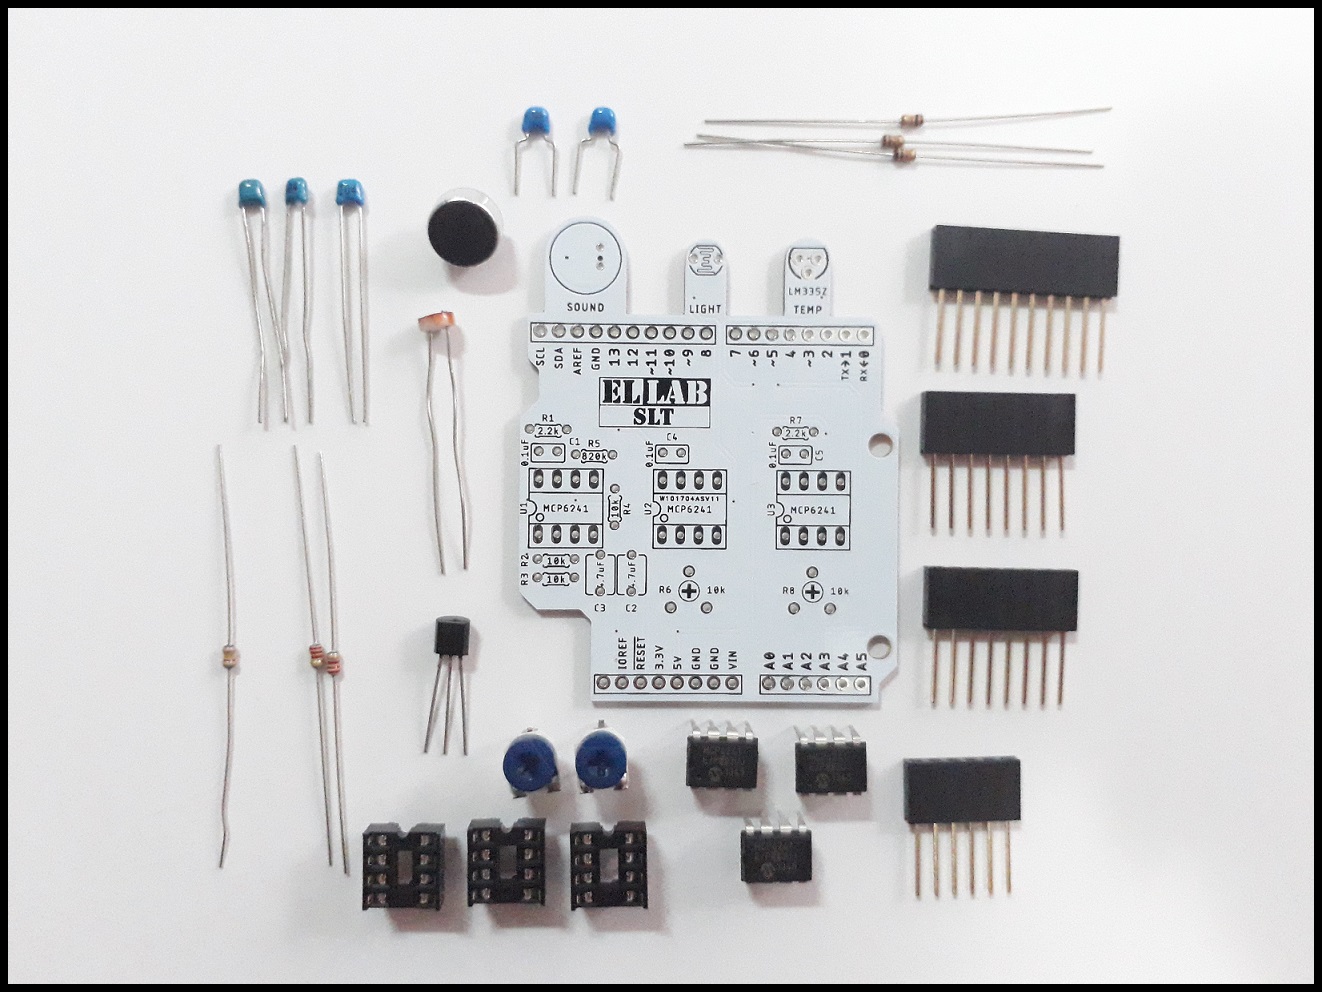 SOUND
LIGHT
LM335Z
TEMP
SCL
SDA
AREF
GND
13
12
~11
~10
~9
8
7
~6
~5
4
~3
2
TX→1
RX←0
EL LAB
SLT
R1
2.2k
0.1uF
C1
R5
820k
C4
0.1uF
R7
2.2k
0.1uF
C5
U1
MCP6241
10k
R4
U2
W101704ASV11
MCP6241
U3
MCP6241
R2
10k
R3
10k
4.7uF
4.7uF
C3
C2
R6
10k
R8
10k
IOREF
RESET
3.3V
5V
GND
GND
VIN
A0
A1
A2
A3
A4
A5
MCP6241